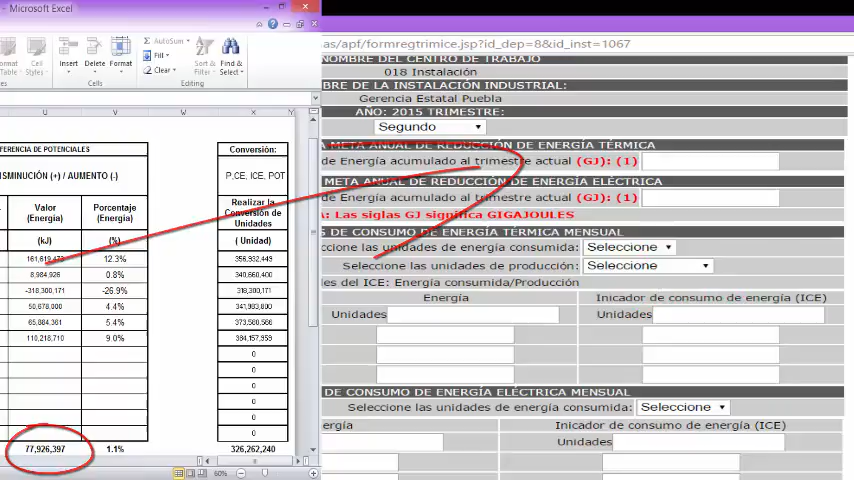 Microsoft Excel
Insert
Delete
Format
Cells
AutoSum
Fill
Clear
Sort &
Filter
Find &
Select
Editing
U
V
W
X
FERENCIA DE POTENCIALES
ISMINUCIÓN (+) / AUMENTO (-)
Valor
(Energía)
Porcentaje
(Energía)
(kJ)
(%)
12.3%
8,984,926
0.8%
-318,300,171
-26.9%
50,678,000
4.4%
65,884,361
5.4%
110,218,710
9.0%
77,926,397
1.1%
Conversión:
P,CE, ICE, POT
Realizar la
Conversión de
Unidades
( Unidad)
356,932,449
340,660,400
318,300,171
341,983,800
373,580,566
384,157,959
0
0
0
0
0
326,262,240
60%
as/apf/formregtrimice.jsp?id_dep=8&id_inst=1067
NOMBRE DEL CENTRO DE TRABAJO
018 Instalación
BRE DE LA INSTALACIÓN INDUSTRIAL:
Gerencia Estatal Puebla
AÑO: 2015 TRIMESTRE:
Segundo
A META ANUAL DE REDUCCIÓN DE ENERGÍA TÉRMICA
de Energía acumulado al trimestre actual (GJ): (1)
A META ANUAL DE REDUCCIÓN DE ENERGÍA ELÉCTRICA
de Energía acumulado al trimestre actual (GJ): (1)
A: Las siglas GJ significa GIGAJOULES
S DE CONSUMO DE ENERGÍA TÉRMICA MENSUAL
ccione las unidades de energía consumida: Seleccione
Seleccione las unidades de producción: Seleccione
les del ICE: Energía consumida/Producción
Energía
Inicador de consumo de energía (ICE)
Unidades
Unidades
DE CONSUMO DE ENERGÍA ELÉCTRICA MENSUAL
Seleccione las unidades de energía consumida: Seleccione
ergía
Inicador de consumo de energía (ICE)
Unidades